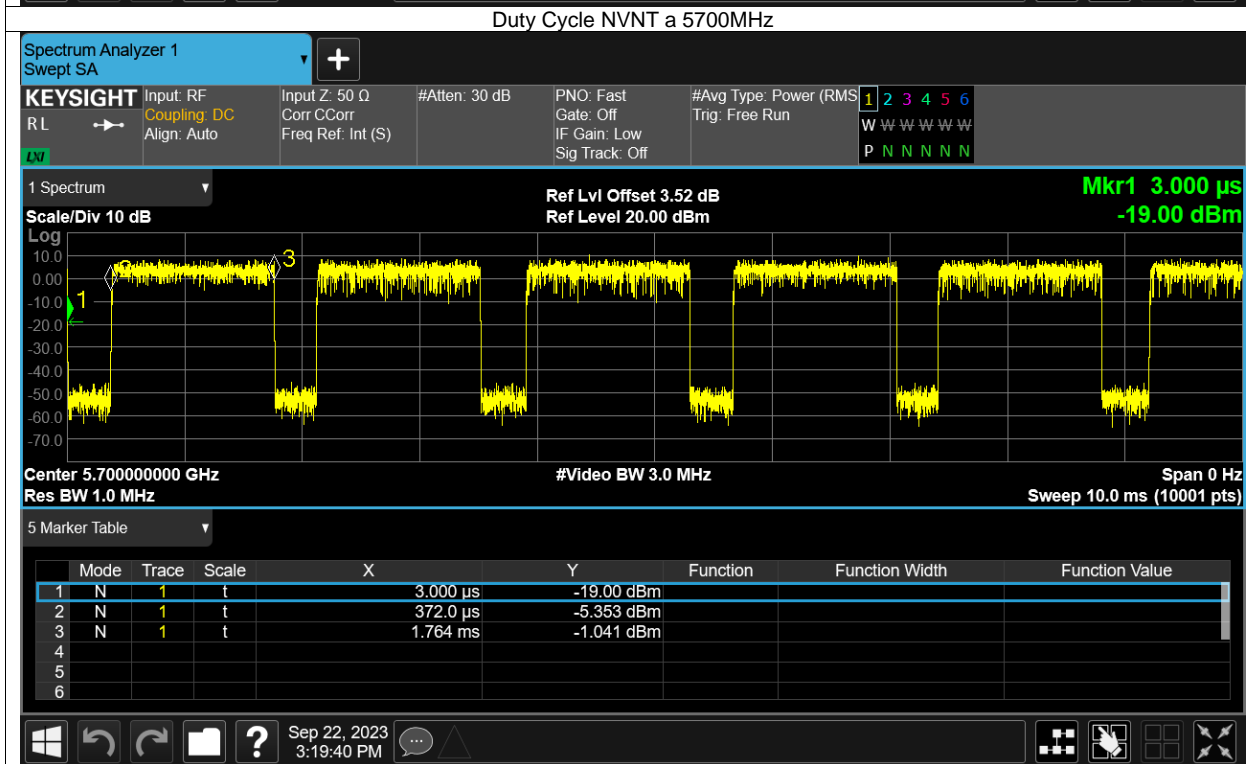 Duty Cycle NVNT a 5700MHz
Spectrum Analyzer 1
Swept SA
KEYSIGHT
RL
LXI
Input: RF
Coupling: DC
Align: Auto
Input Z: 50 Ω
Corr CCorr
Freq Ref: Int (S)
#Atten: 30 dB
PNO: Fast
Gate: Off
IF Gain: Low
Sig Track: Off
#Avg Type: Power (RMS
Trig: Free Run
1 2 3 4 5 6
W W W W W W
P N N N N N
1 Spectrum
Scale/Div 10 dB
Ref Lvl Offset 3.52 dB
Ref Level 20.00 dBm
Mkr1 3.000 µs
-19.00 dBm
Log
10.0
0.00
-10.0
-20.0
-30.0
-40.0
-50.0
-60.0
-70.0
1
2
3
Center 5.700000000 GHz
#Video BW 3.0 MHz
Span 0 Hz
Res BW 1.0 MHz
Sweep 10.0 ms (10001 pts)
5 Marker Table
Mode Trace Scale X Y Function Function Width Function Value
1 N 1 t 3.000 µs -19.00 dBm
2 N 1 t 372.0 µs -5.353 dBm
3 N 1 t 1.764 ms -1.041 dBm
4
5
6
?
Sep 22, 2023
3:19:40 PM